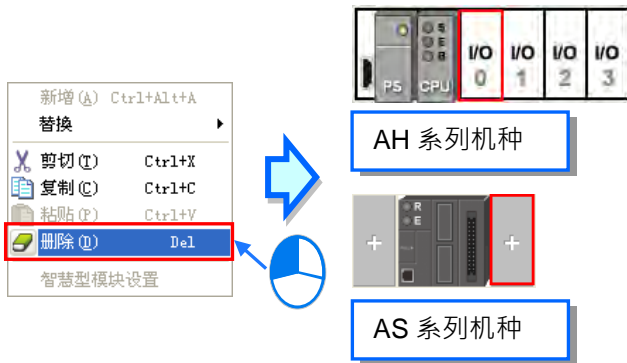 新增(A) Ctrl+Alt+A
替换
剪切(T) Ctrl+X
复制(C) Ctrl+C
粘贴(P) Ctrl+V
删除(D) Del
智慧型模块设置
PS CPU I/O 0 I/O 1 I/O 2 I/O 3
S
E
B
AH 系列机种
R
E
+ +
AS 系列机种